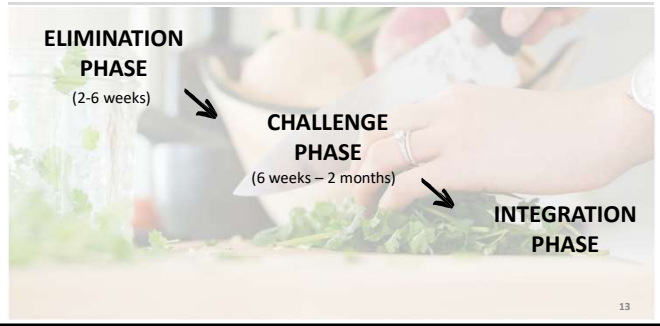 ELIMINATION
PHASE
(2-6 weeks)
CHALLENGE
PHASE
(6 weeks – 2 months)
INTEGRATION
PHASE
13